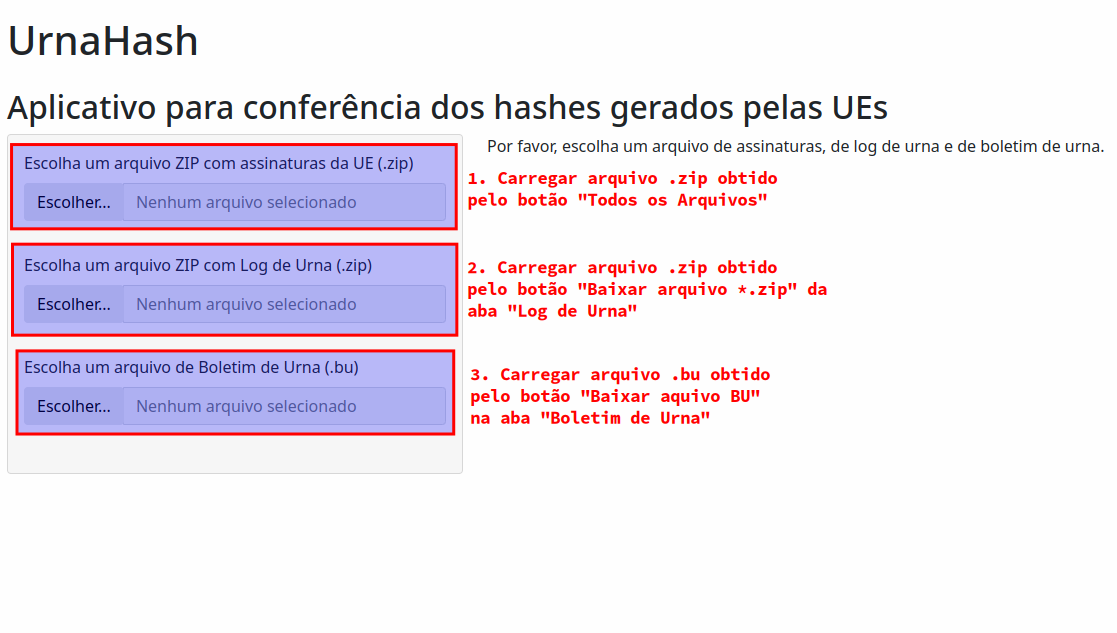 UrnaHash
Aplicativo para conferência dos hashes gerados pelas UEs
Escolha um arquivo ZIP com assinaturas da UE (.zip)
Escolher... Nenhum arquivo selecionado
Por favor, escolha um arquivo de assinaturas, de log de urna e de boletim de urna.
1. Carregar arquivo .zip obtido
pelo botão "Todos os Arquivos"
Escolha um arquivo ZIP com Log de Urna (.zip)
Escolher... Nenhum arquivo selecionado
2. Carregar arquivo .zip obtido
pelo botão "Baixar arquivo *.zip" da
aba "Log de Urna"
Escolha um arquivo de Boletim de Urna (.bu)
Escolher... Nenhum arquivo selecionado
3. Carregar arquivo .bu obtido
pelo botão "Baixar aquivo BU"
na aba "Boletim de Urna"